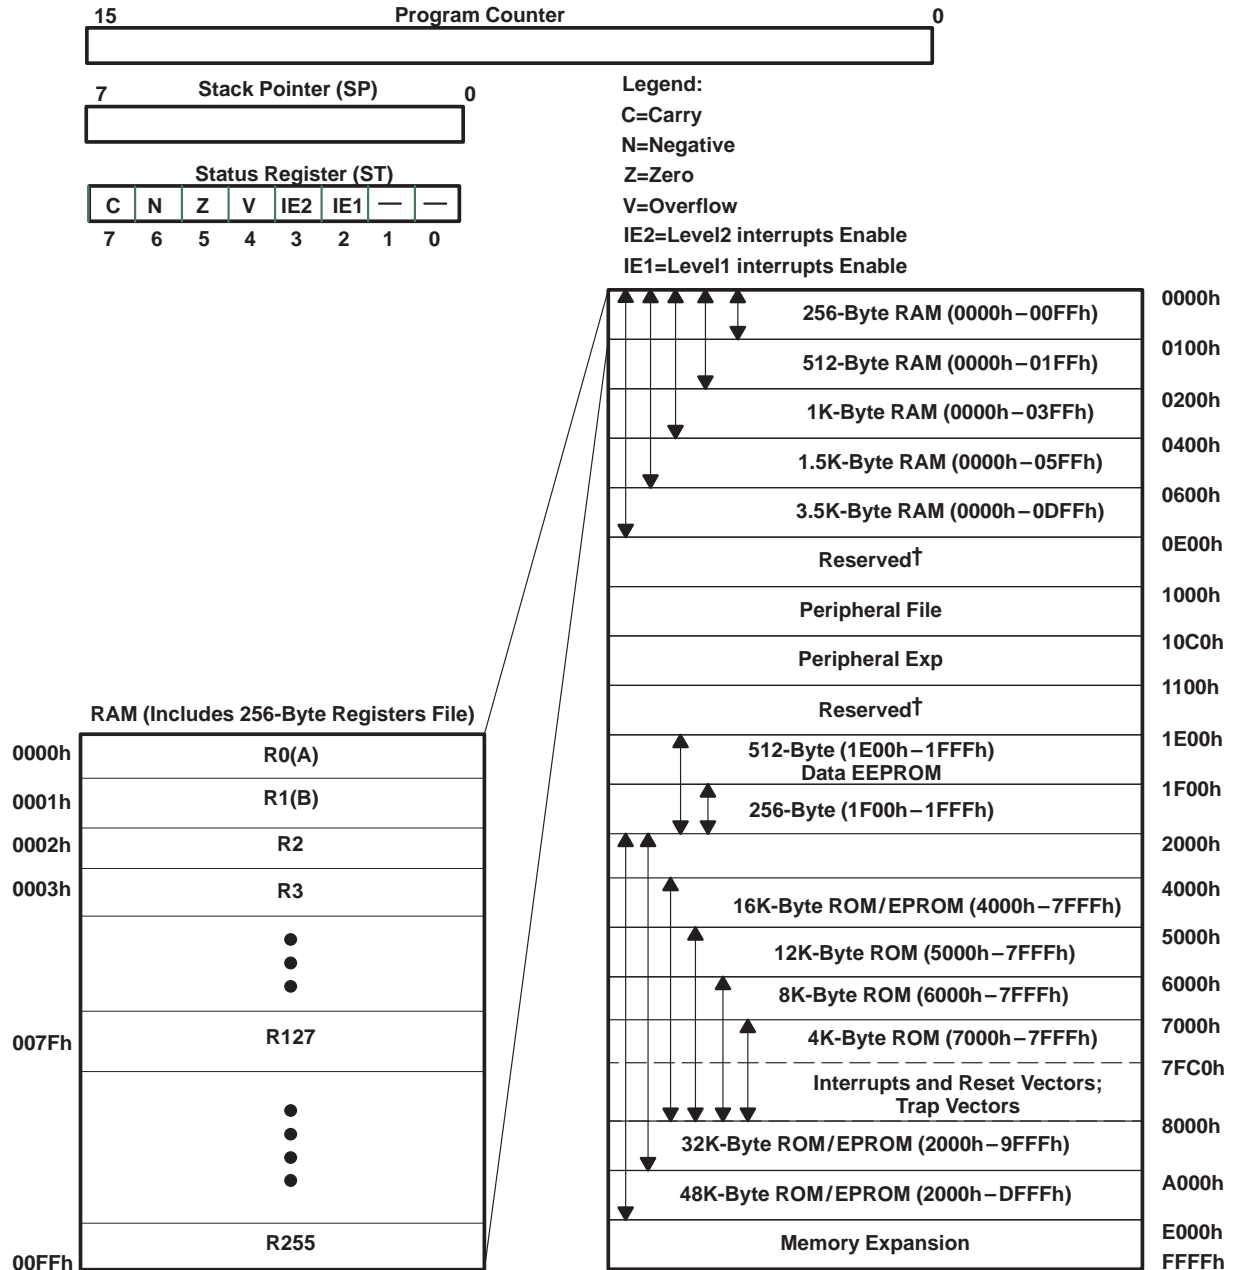 15 Program Counter 0
7 Stack Pointer (SP) 0
Status Register (ST)
C N Z V IE2 IE1 — —
7 6 5 4 3 2 1 0
Legend:
C=Carry
N=Negative
Z=Zero
V=Overflow
IE2=Level2 interrupts Enable
IE1=Level1 interrupts Enable
RAM (Includes 256-Byte Registers File)
0000h R0(A)
0001h R1(B)
0002h R2
0003h R3
007Fh R127
R255
00FFh
0000h
256-Byte RAM (0000h–00FFh)
0100h
512-Byte RAM (0000h–01FFh)
0200h
1K-Byte RAM (0000h–03FFh)
0400h
1.5K-Byte RAM (0000h–05FFh)
0600h
3.5K-Byte RAM (0000h–0DFFh)
0E00h
Reserved†
1000h
Peripheral File
10C0h
Peripheral Exp
1100h
Reserved†
1E00h
512-Byte (1E00h–1FFFh)
Data EEPROM
1F00h
256-Byte (1F00h–1FFFh)
2000h
4000h
16K-Byte ROM/EPROM (4000h–7FFFh)
5000h
12K-Byte ROM (5000h–7FFFh)
6000h
8K-Byte ROM (6000h–7FFFh)
7000h
4K-Byte ROM (7000h–7FFFh)
7FC0h
Interrupts and Reset Vectors;
Trap Vectors
8000h
32K-Byte ROM/EPROM (2000h–9FFFh)
A000h
48K-Byte ROM/EPROM (2000h–DFFFh)
E000h
Memory Expansion
FFFFh